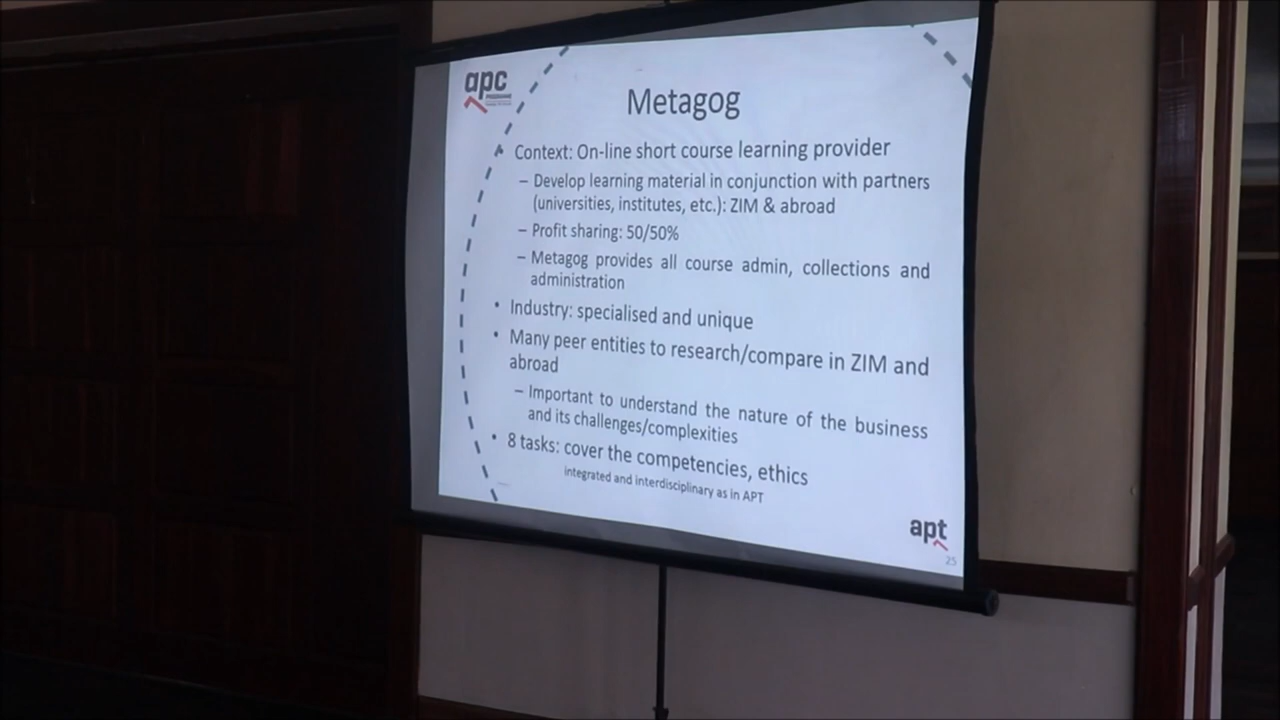 apc
Metagog
• Context: On-line short course learning provider
– Develop learning material in conjunction with partners
(universities, institutes, etc.): ZIM & abroad
– Profit sharing: 50/50%
– Metagog provides all course admin, collections and
administration
• Industry: specialised and unique
• Many peer entities to research/compare in ZIM and
abroad
– Important to understand the nature of the business
and its challenges/complexities
• 8 tasks: cover the competencies, ethics
integrated and interdisciplinary as in APT
apt
25